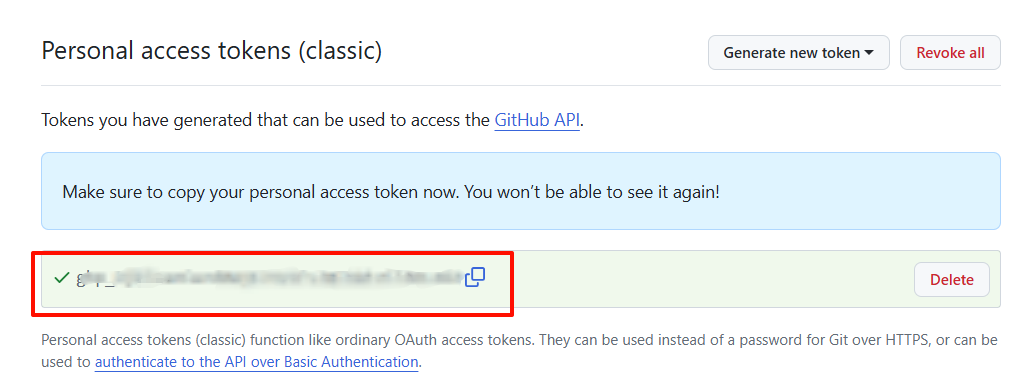 Personal access tokens (classic)
Generate new token
Revoke all
Tokens you have generated that can be used to access the GitHub API.
Make sure to copy your personal access token now. You won't be able to see it again!
Delete
Personal access tokens (classic) function like ordinary OAuth access tokens. They can be used instead of a password for Git over HTTPS, or can be
used to authenticate to the API over Basic Authentication.